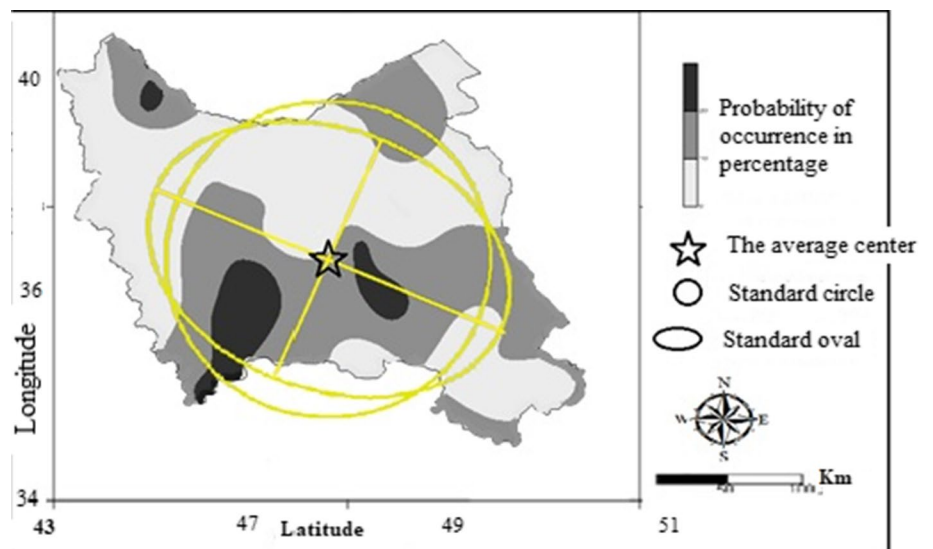 40
36
34
Longitude
43
47
Latitude
49
51
Probability of
occurrence in
percentage
The average center
Standard circle
Standard oval
N
W
E
S
Km